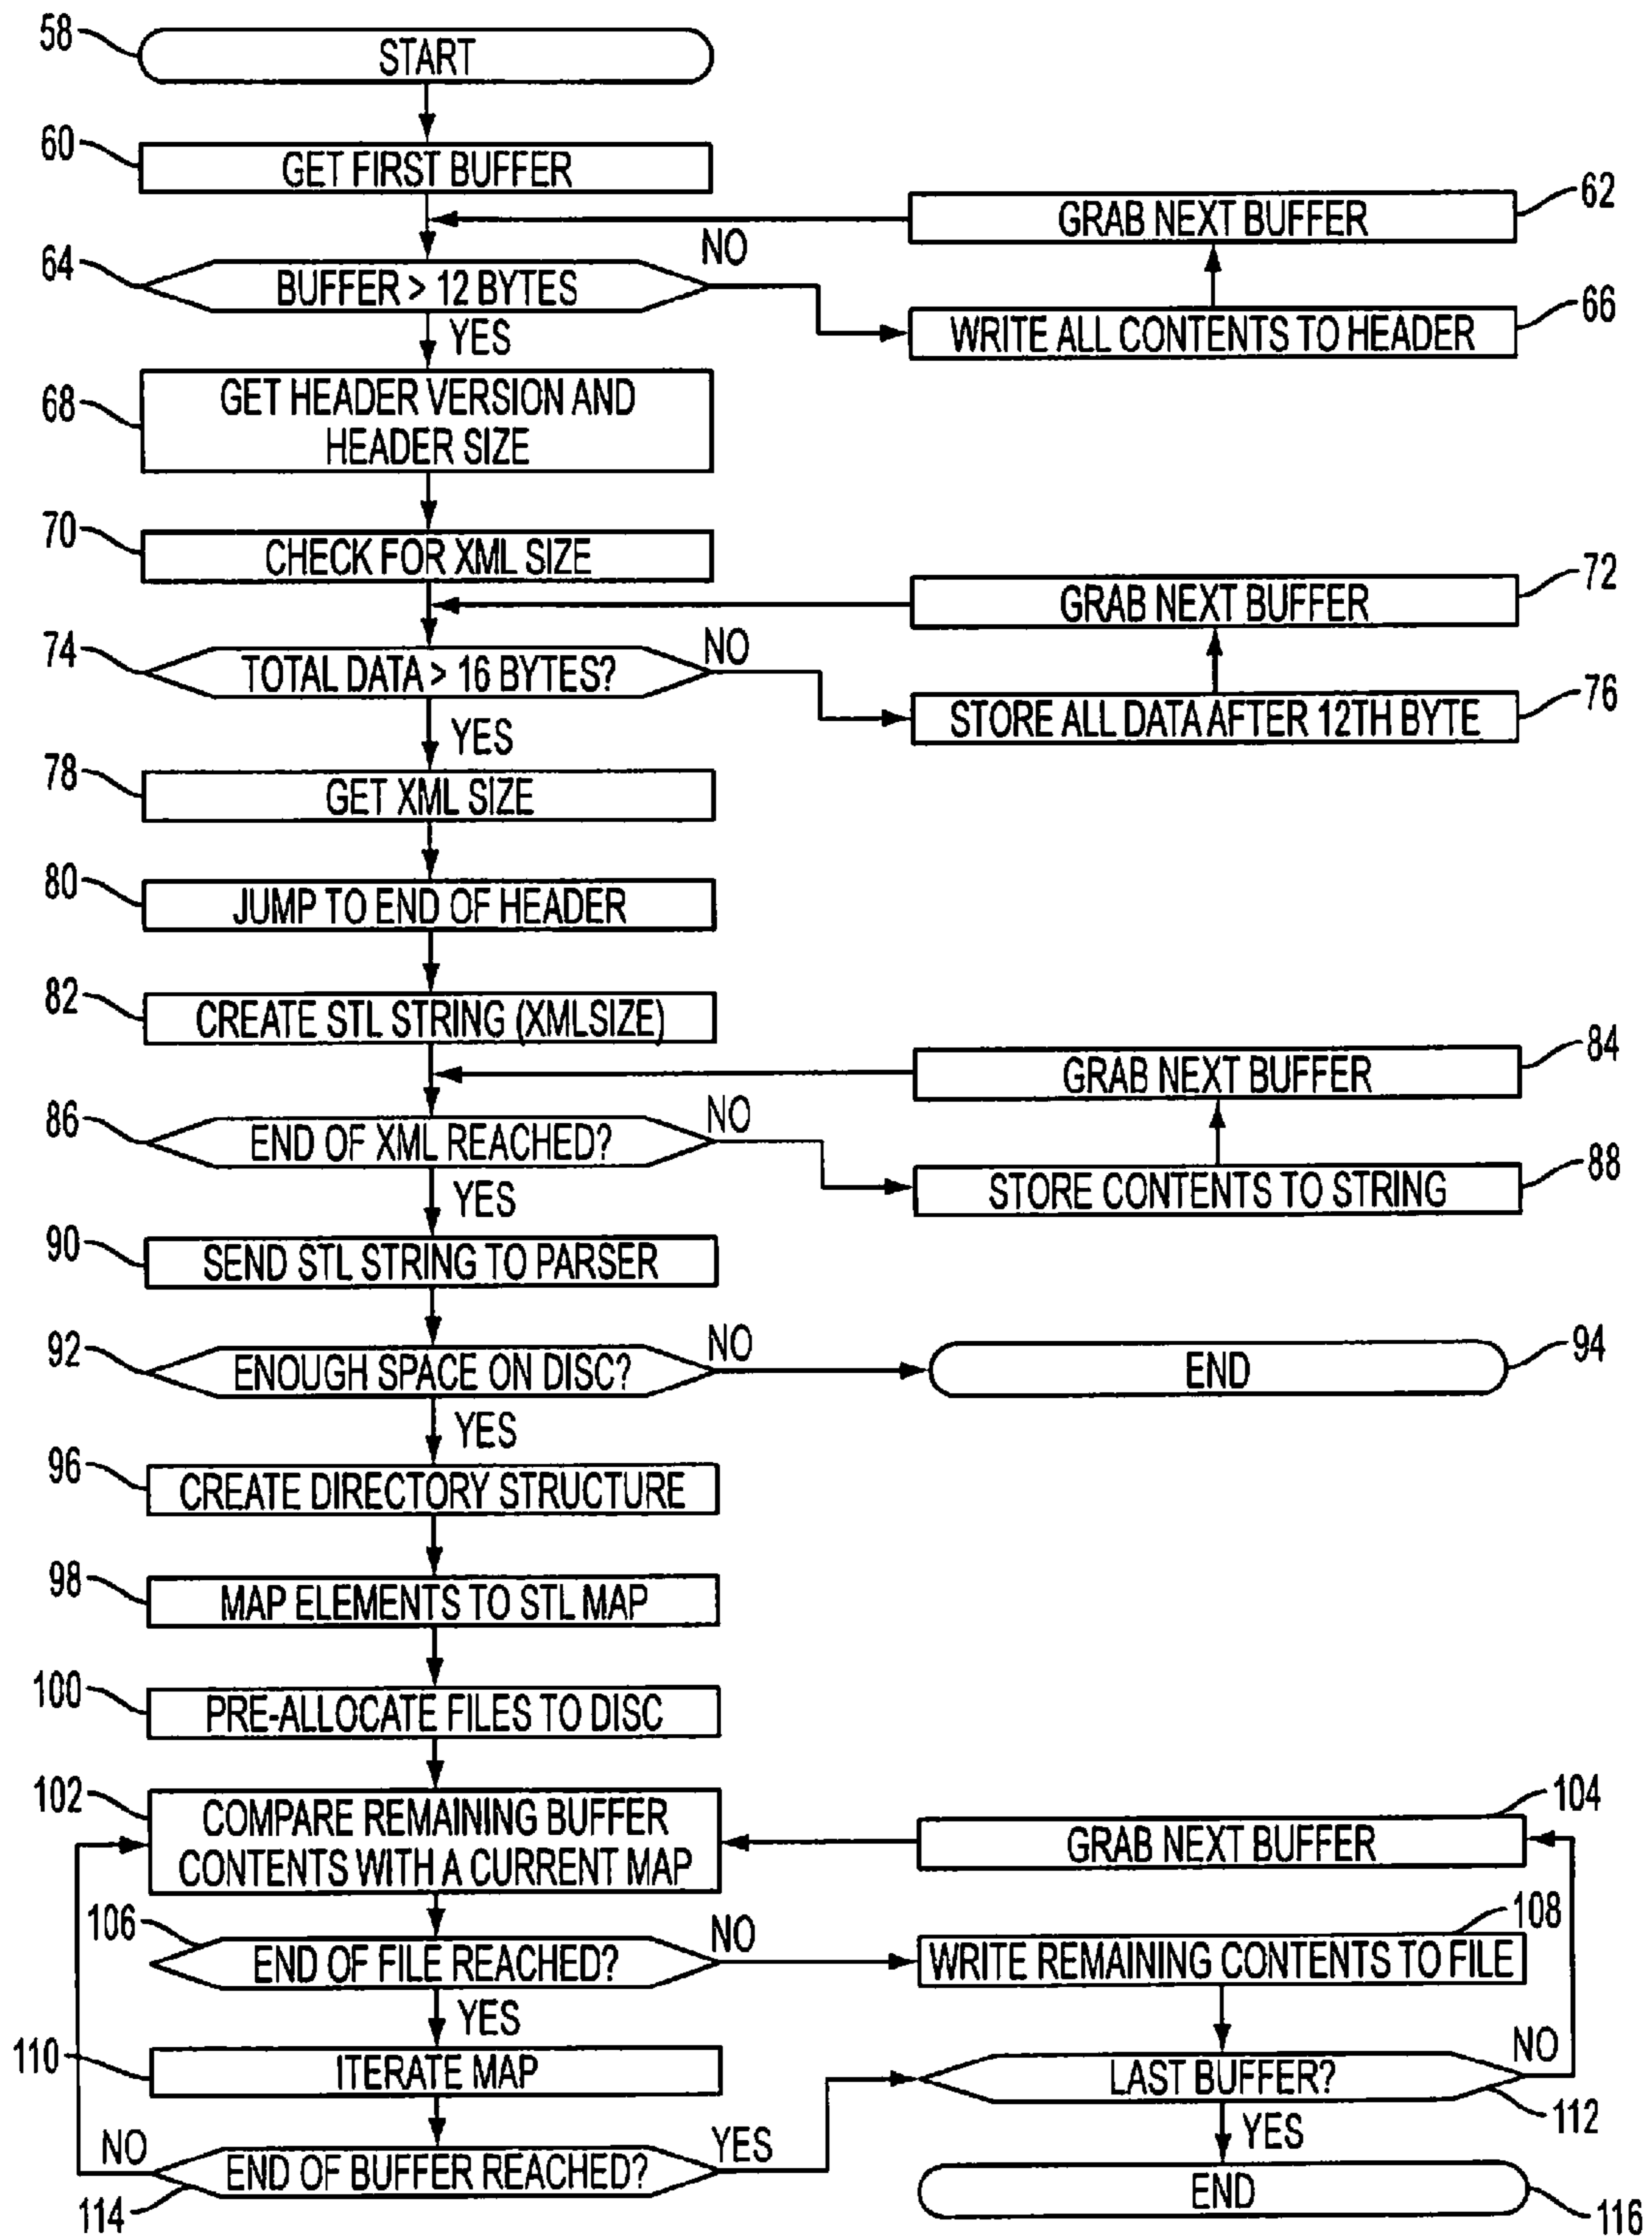 58
START
60
GET FIRST BUFFER
62
GRAB NEXT BUFFER
64
BUFFER > 12 BYTES
NO
66
WRITE ALL CONTENTS TO HEADER
YES
68
GET HEADER VERSION AND
HEADER SIZE
70
CHECK FOR XML SIZE
72
GRAB NEXT BUFFER
74
TOTAL DATA > 16 BYTES?
NO
76
STORE ALL DATA AFTER 12TH BYTE
YES
78
GET XML SIZE
80
JUMP TO END OF HEADER
82
CREATE STL STRING (XMLSIZE)
84
GRAB NEXT BUFFER
86
END OF XML REACHED?
NO
88
STORE CONTENTS TO STRING
YES
90
SEND STL STRING TO PARSER
92
ENOUGH SPACE ON DISC?
NO
94
END
YES
96
CREATE DIRECTORY STRUCTURE
98
MAP ELEMENTS TO STL MAP
100
PRE-ALLOCATE FILES TO DISC
102
COMPARE REMAINING BUFFER
CONTENTS WITH A CURRENT MAP
104
GRAB NEXT BUFFER
106
END OF FILE REACHED?
NO
108
WRITE REMAINING CONTENTS TO FILE
YES
110
ITERATE MAP
LAST BUFFER?
NO
112
YES
NO
END OF BUFFER REACHED?
YES
114
END
116